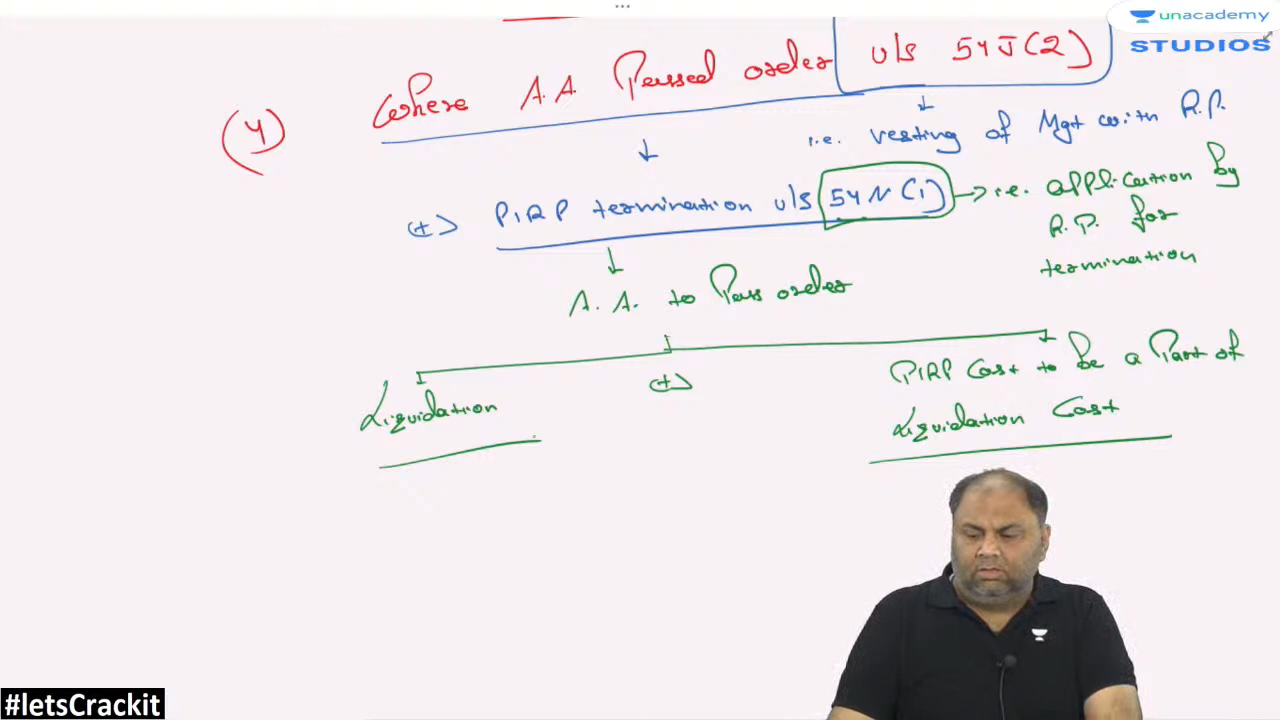 unacademy
STUDIOS
(4) Where A.A Passed order u/s 54J(2)
i.e. vesting of Mgt with R.P.
(+) PIRP termination u/s 54N(1) → i.e. application by
R.P. for
termination
A.A. to Pass order
Liquidation (+) PIRP Cost to be a Part of
Liquidation Cost
#letsCrackit